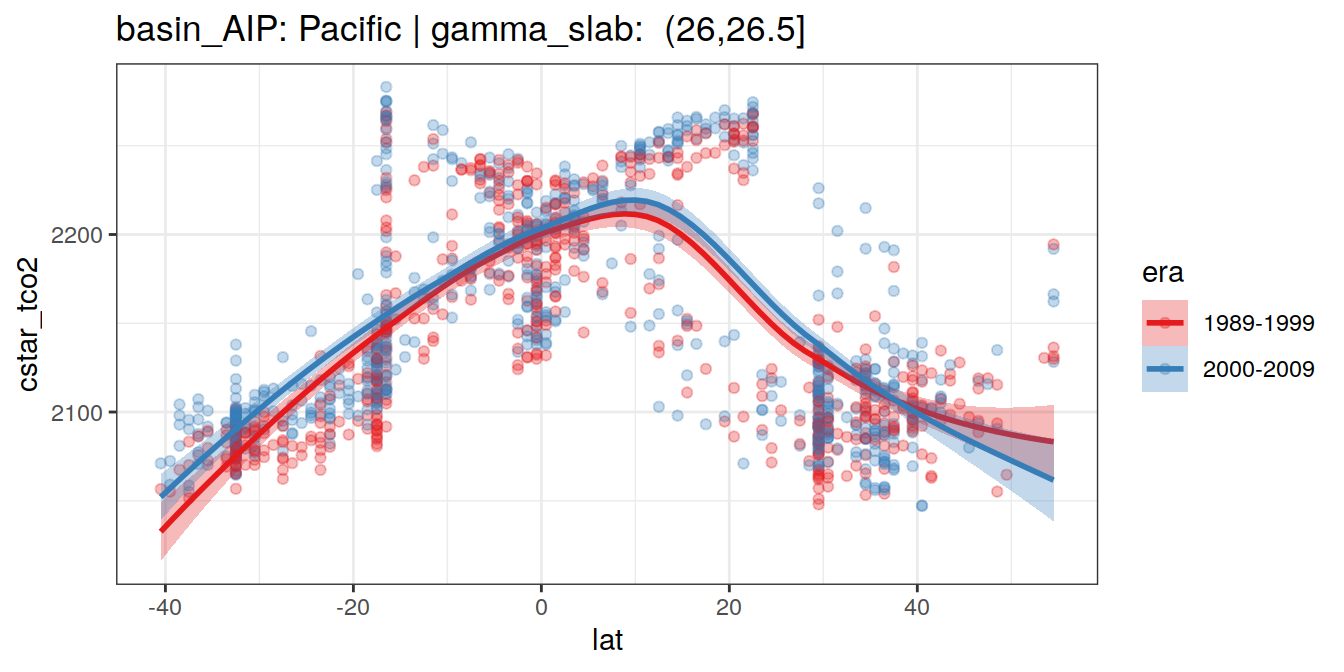 basin_AIP: Pacific | gamma_slab:  (26,26.5]
cstar_tco2
2200
2100
-40
-20
0
20
40
lat
era
1989-1999
2000-2009